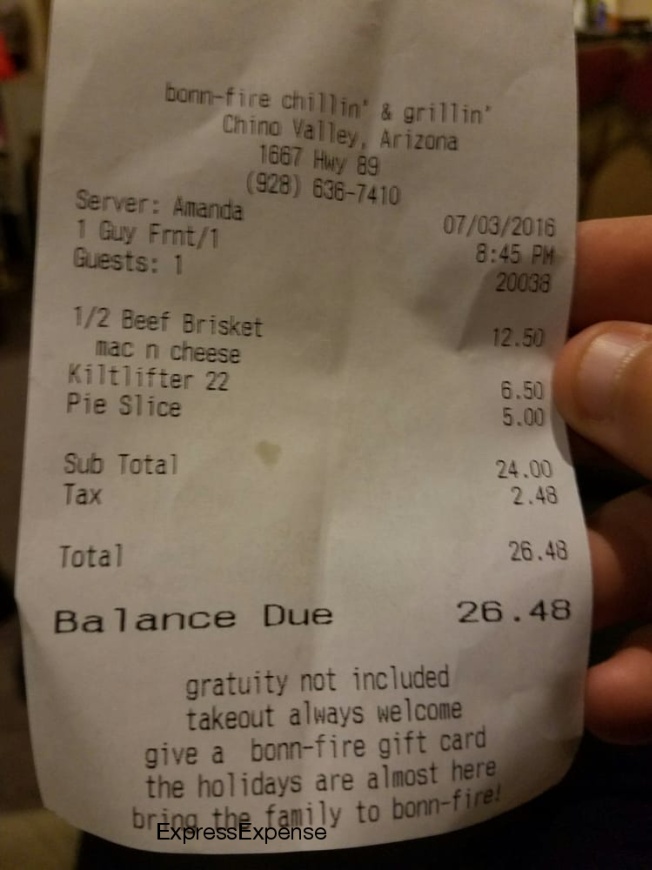 bonn-fire chillin' & grillin'
Chino Valley, Arizona
1667 Hwy 89
(928) 636-7410
Server: Amanda 07/03/2016
1 Guy Frnt/1 8:45 PM
Guests: 1 20038
1/2 Beef Brisket 12.50
mac n cheese
Kiltlifter 22 6.50
Pie Slice 5.00
Sub Total 24.00
Tax 2.48
Total 26.48
Balance Due 26.48
gratuity not included
takeout always welcome
give a bonn-fire gift card
the holidays are almost here
bring the family to bonn-fire!
ExpressExpense